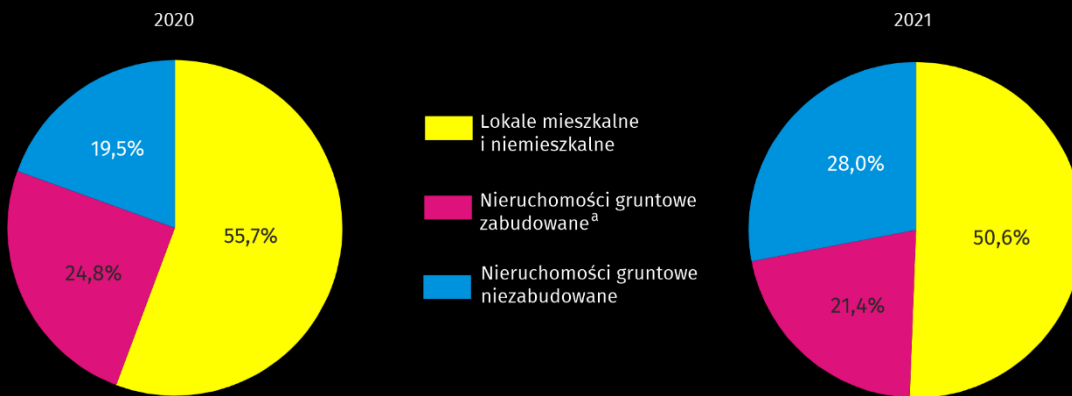 2020
19,5%
55,7%
24,8%
Lokale mieszkalne
i niemieszkalne
Nieruchomości gruntowe
zabudowaneᵃ
Nieruchomości gruntowe
niezabudowane
2021
28,0%
50,6%
21,4%